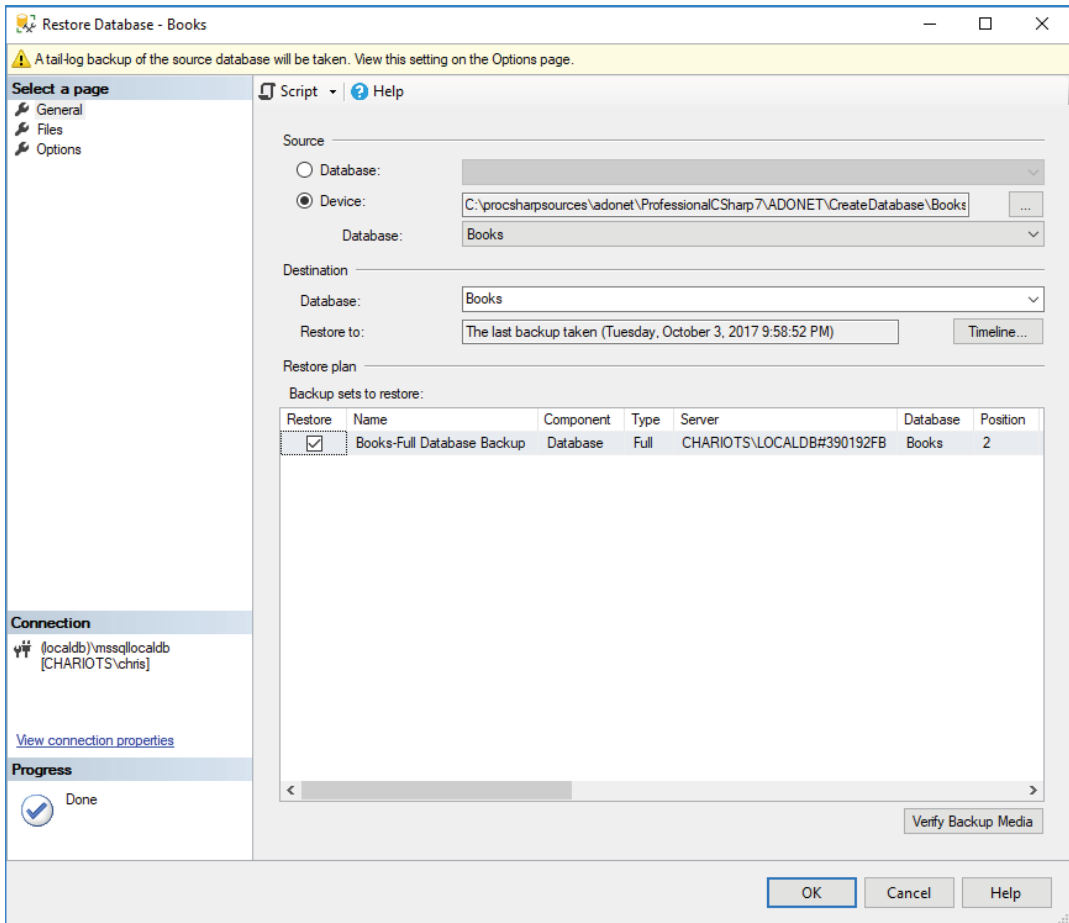 Restore Database - Books
A tail-log backup of the source database will be taken. View this setting on the Options page.
Select a page
General
Files
Options
Script Help
Source
Database:
Device: C:\procsharpsources\adonet\ProfessionalCSharp7\ADONET\CreateDatabase\Books ...
Database: Books
Destination
Database: Books
Restore to: The last backup taken (Tuesday, October 3, 2017 9:58:52 PM) Timeline...
Restore plan
Backup sets to restore:
Restore Name Component Type Server Database Position
Books-Full Database Backup Database Full CHARIOTS\LOCALDB#390192FB Books 2
Connection
(localdb)\mssqllocaldb
[CHARIOTS\chris]
View connection properties
Progress
Done
Verify Backup Media
OK Cancel Help